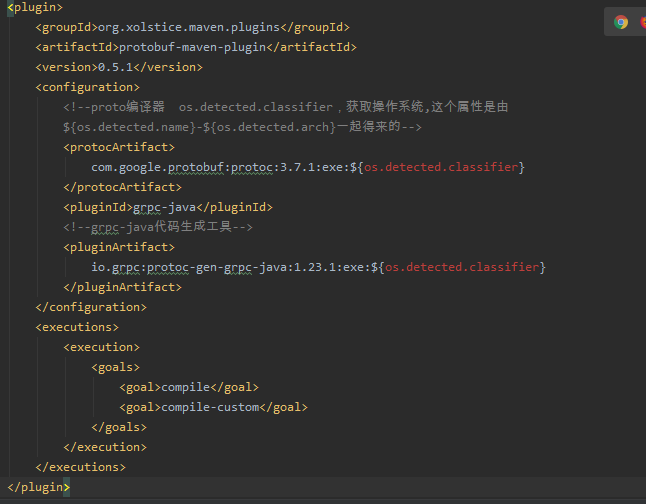 <plugin>
<groupId>org.xolstice.maven.plugins</groupId>
<artifactId>protobuf-maven-plugin</artifactId>
<version>0.5.1</version>
<configuration>
<!--proto编译器  os.detected.classifier，获取操作系统,这个属性是由
${os.detected.name}-${os.detected.arch}一起得来的-->
<protocArtifact>
com.google.protobuf:protoc:3.7.1:exe:${os.detected.classifier}
</protocArtifact>
<pluginId>grpc-java</pluginId>
<!--grpc-java代码生成工具-->
<pluginArtifact>
io.grpc:protoc-gen-grpc-java:1.23.1:exe:${os.detected.classifier}
</pluginArtifact>
</configuration>
<executions>
<execution>
<goals>
<goal>compile</goal>
<goal>compile-custom</goal>
</goals>
</execution>
</executions>
</plugin>